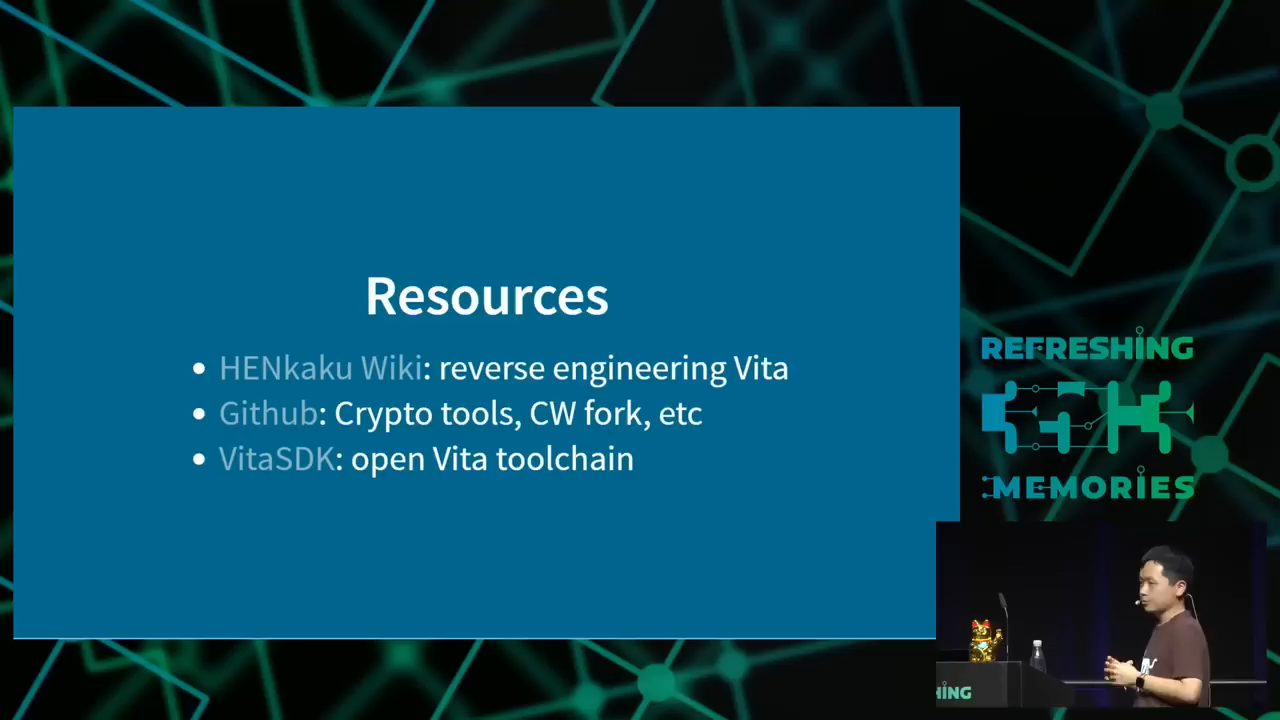 Resources
HENkaku Wiki: reverse engineering Vita
Github: Crypto tools, CW fork, etc
VitaSDK: open Vita toolchain
REFRESHING
35C3
MEMORIES
HING